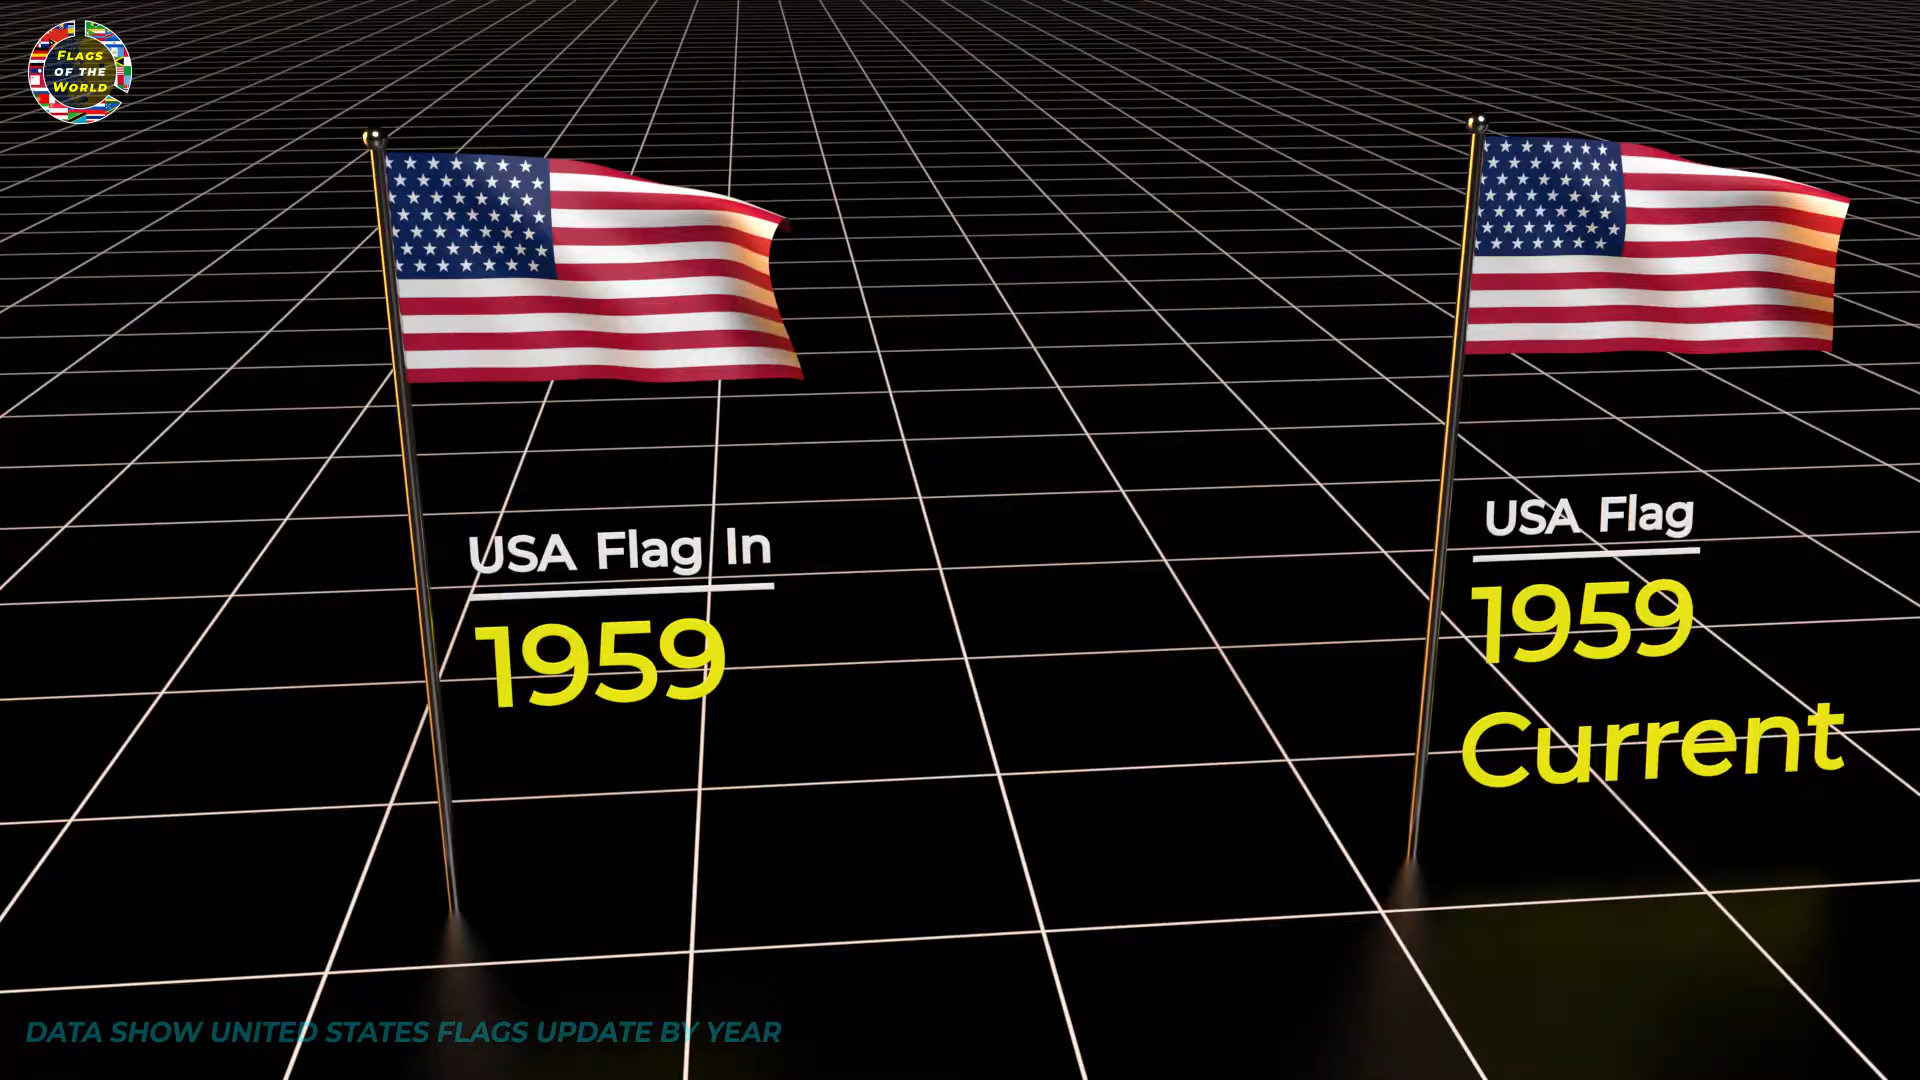 FLAGS
OF THE
WORLD
USA Flag In
1959
USA Flag
1959
Current
DATA SHOW UNITED STATES FLAGS UPDATE BY YEAR